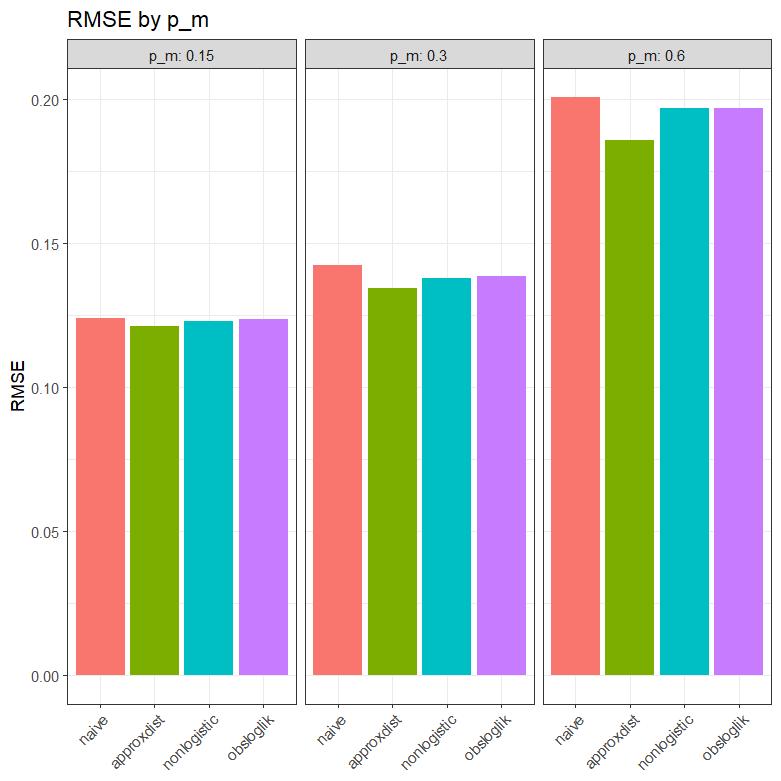 RMSE by p_m
p_m: 0.15
p_m: 0.3
p_m: 0.6
RMSE
0.20
0.15
0.10
0.05
0.00
naive
approxdist
nonlogistic
obsloglik
naive
approxdist
nonlogistic
obsloglik
naive
approxdist
nonlogistic
obsloglik